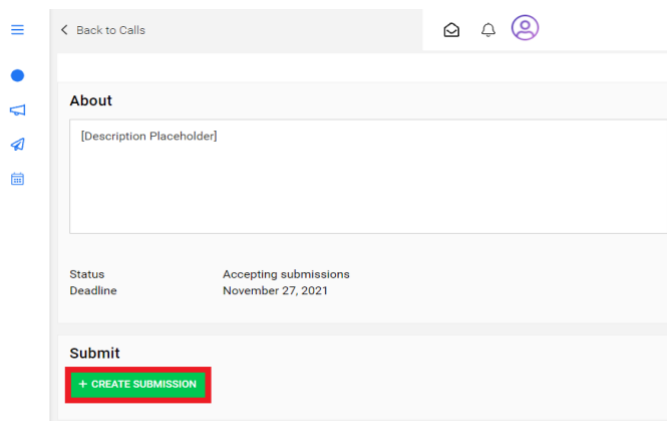 Back to Calls
About
[Description Placeholder]
Status Accepting submissions
Deadline November 27, 2021
Submit
+ CREATE SUBMISSION